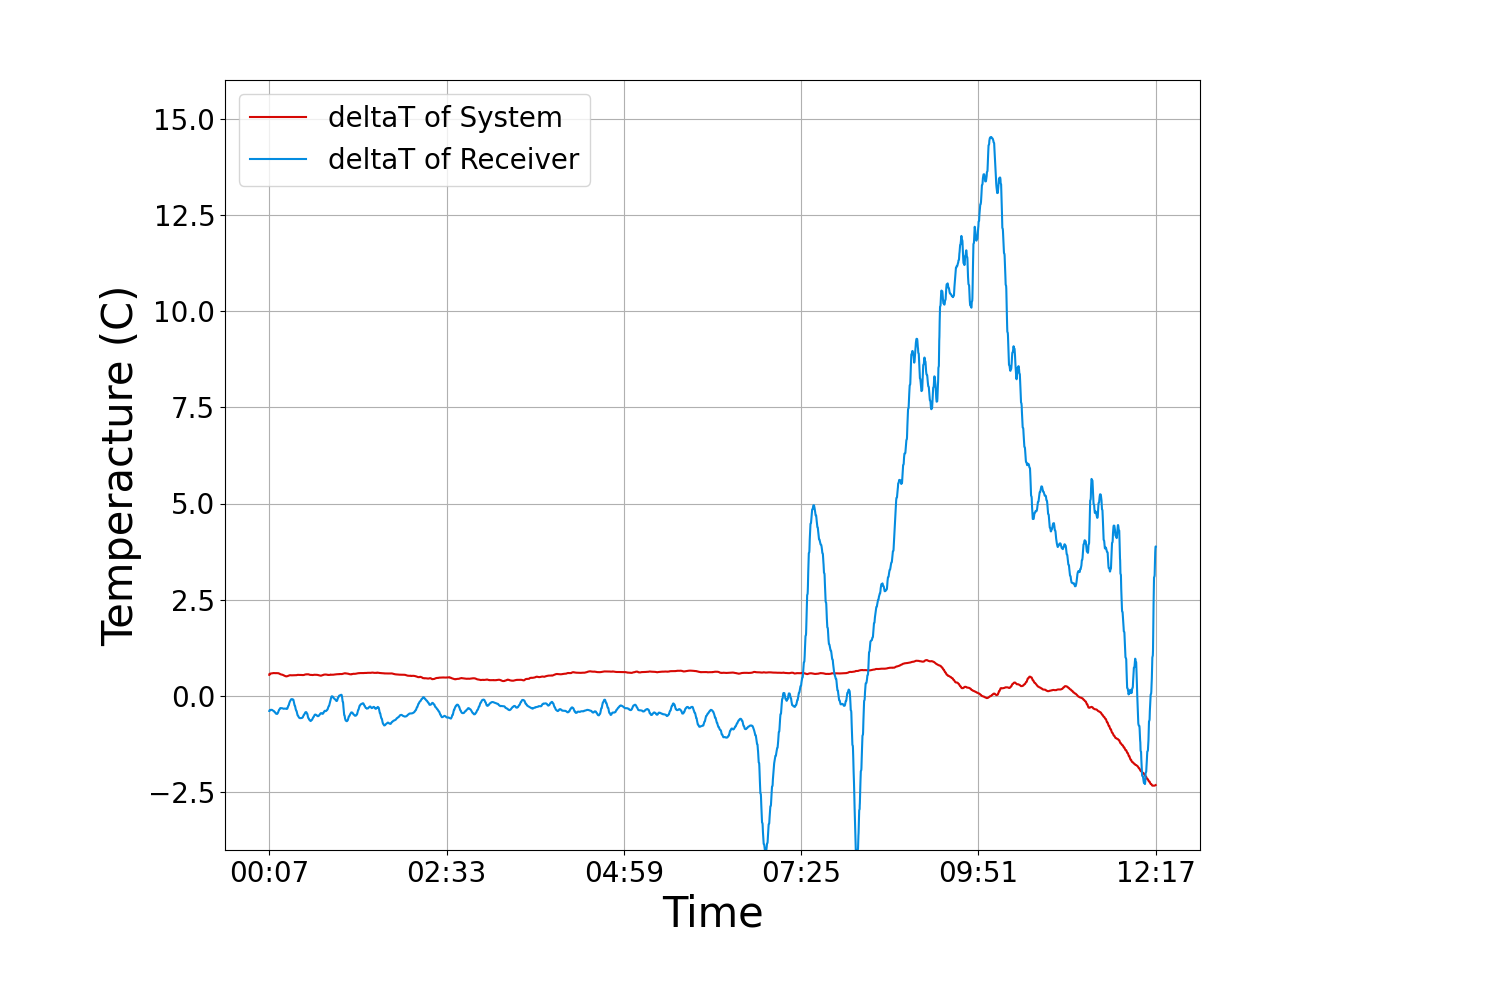 deltaT of System
deltaT of Receiver
15.0
12.5
10.0
7.5
5.0
2.5
0.0
−2.5
Temperacture (C)
00:07 02:33 04:59 07:25 09:51 12:17
Time